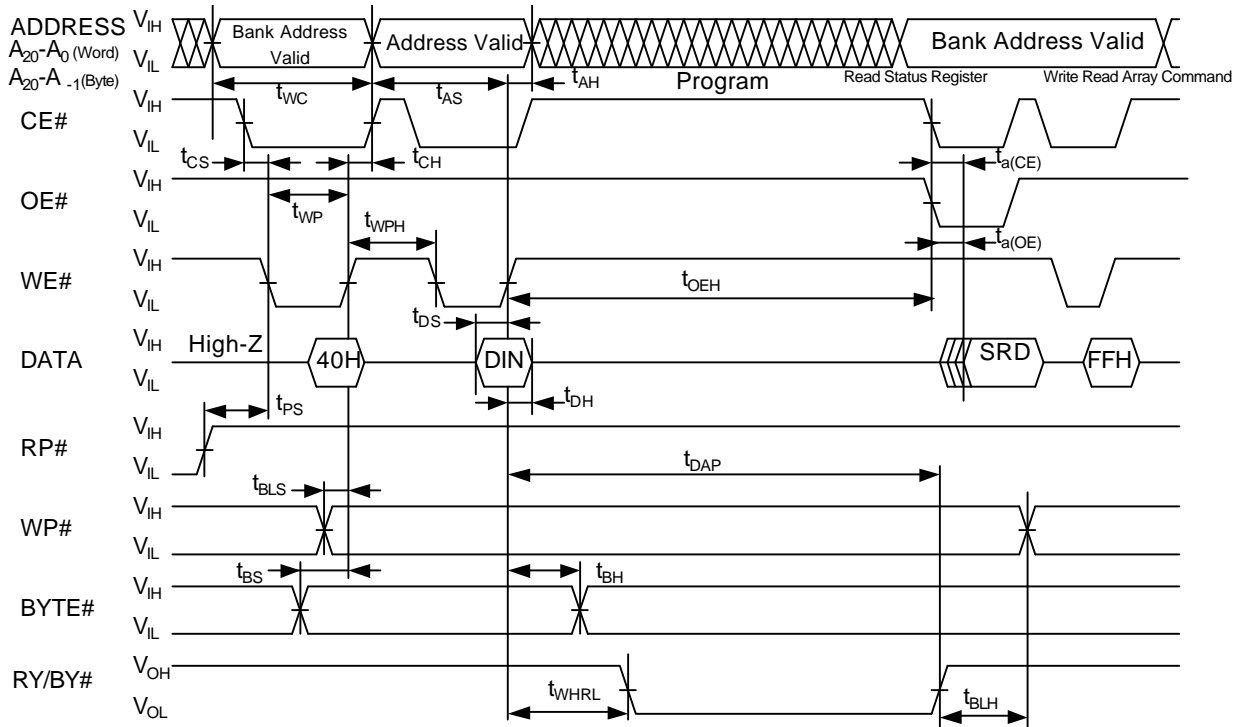 ADDRESS
A20-A0 (Word)
A20-A -1(Byte)
VIH
VIL
Bank Address
Valid
Address Valid
Bank Address Valid
tWC
tAS
tAH
Program
Read Status Register
Write Read Array Command
CE#
VIH
VIL
tCS
tCH
ta(CE)
OE#
VIH
VIL
tWP
tWPH
ta(OE)
WE#
VIH
VIL
tOEH
tDS
DATA
VIH
VIL
High-Z
40H
DIN
SRD
FFH
tPS
tDH
RP#
VIH
VIL
tDAP
tBLS
WP#
VIH
VIL
tBS
tBH
BYTE#
VIH
VIL
RY/BY#
VOH
VOL
tWHRL
tBLH